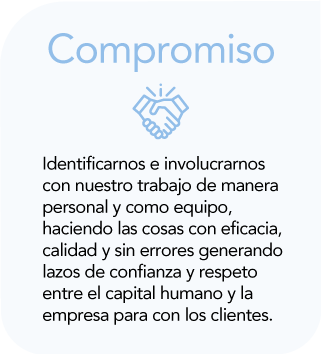 Compromiso
Identificarnos e involucrarnos
con nuestro trabajo de manera
personal y como equipo,
haciendo las cosas con eficacia,
calidad y sin errores generando
lazos de confianza y respeto
entre el capital humano y la
empresa para con los clientes.